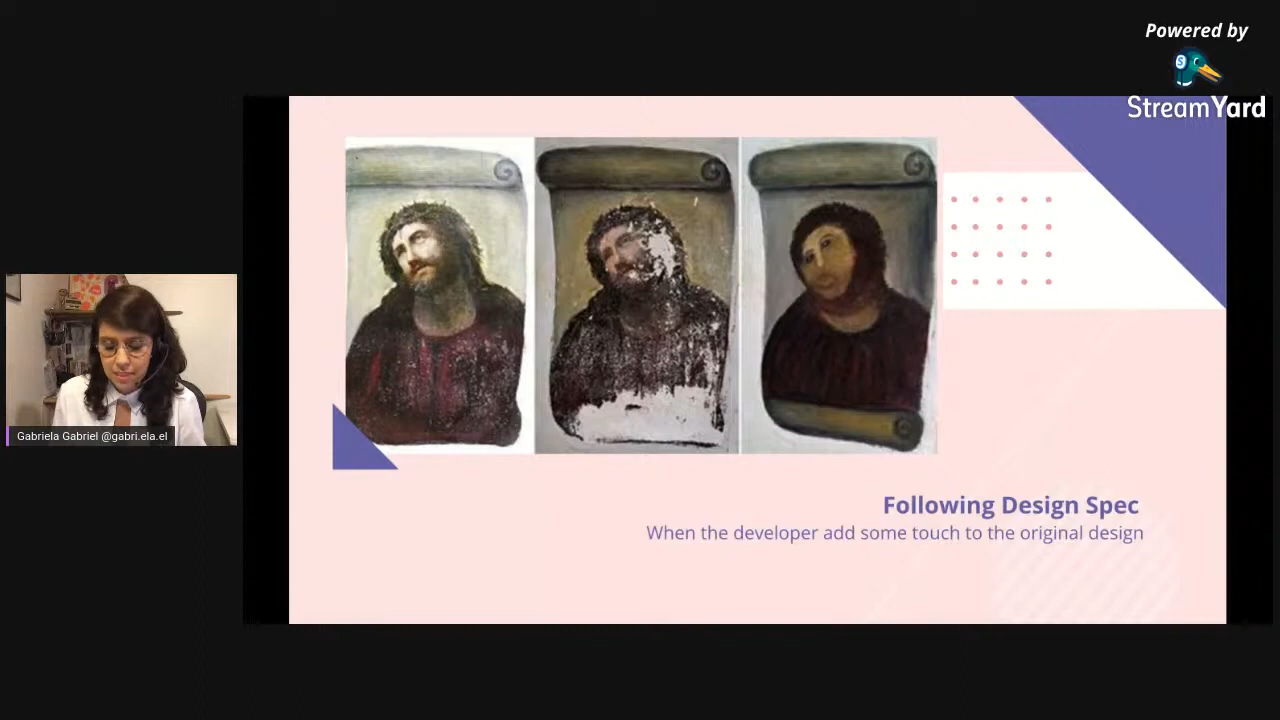 Powered by
StreamYard
Gabriela Gabriel @gabri.ela.el
Following Design Spec
When the developer add some touch to the original design